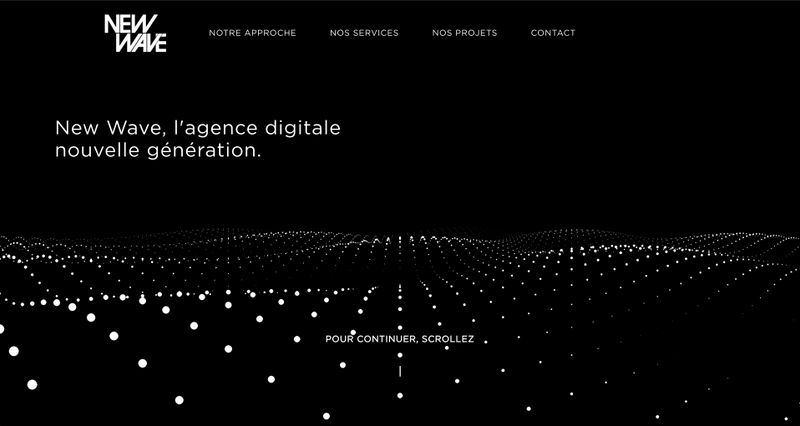 NEW
WAVE
NOTRE APPROCHE NOS SERVICES NOS PROJETS CONTACT
New Wave, l'agence digitale
nouvelle génération.
POUR CONTINUER, SCROLLEZ